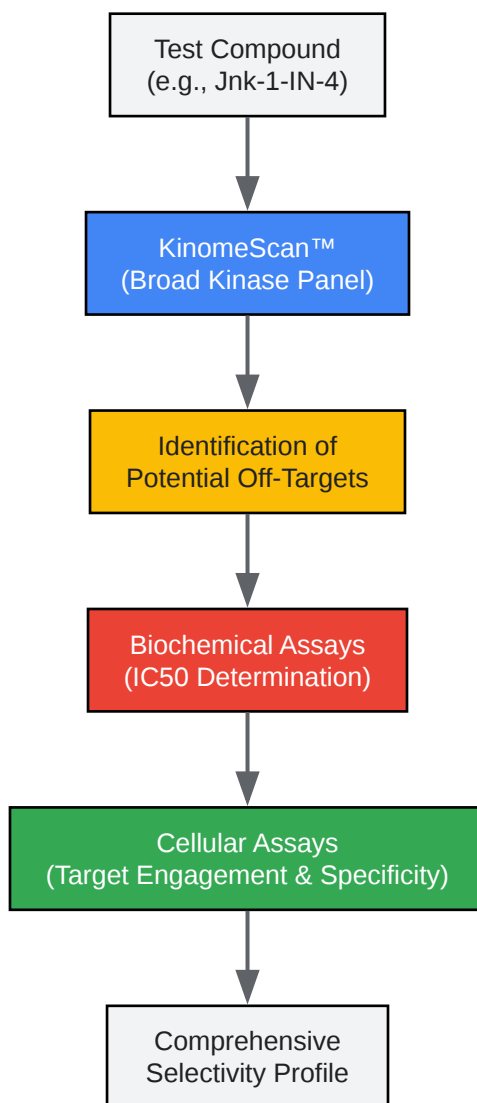 Test Compound
(e.g., Jnk-1-IN-4)
KinomeScan™
(Broad Kinase Panel)
Identification of
Potential Off-Targets
Biochemical Assays
(IC50 Determination)
Cellular Assays
(Target Engagement & Specificity)
Comprehensive
Selectivity Profile